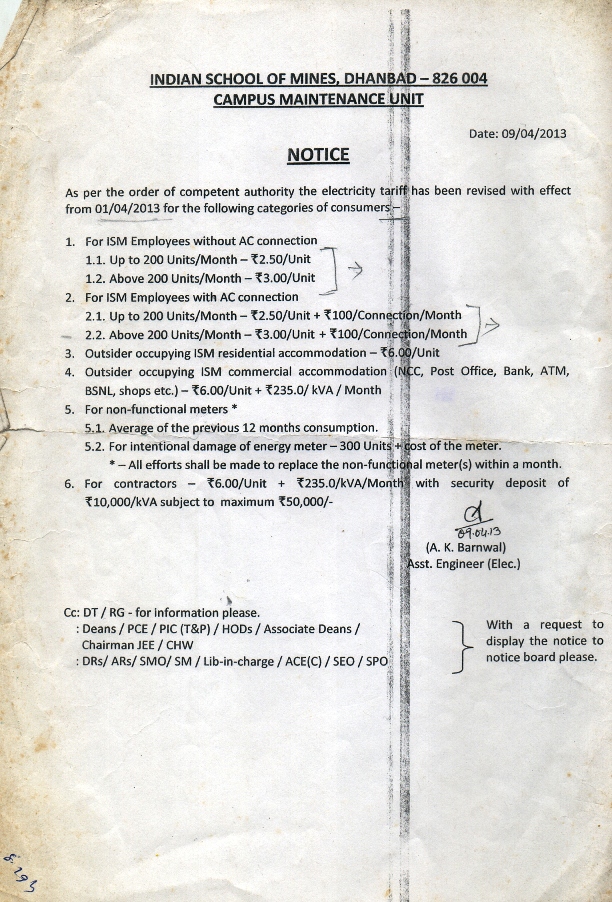 INDIAN SCHOOL OF MINES, DHANBAD – 826 004
CAMPUS MAINTENANCE UNIT
Date: 09/04/2013
NOTICE
As per the order of competent authority the electricity tariff has been revised with effect
from 01/04/2013 for the following categories of consumers –
1. For ISM Employees without AC connection
1.1. Up to 200 Units/Month – ₹2.50/Unit
1.2. Above 200 Units/Month – ₹3.00/Unit
2. For ISM Employees with AC connection
2.1. Up to 200 Units/Month – ₹2.50/Unit + ₹100/Connection/Month
2.2. Above 200 Units/Month – ₹3.00/Unit + ₹100/Connection/Month
3. Outsider occupying ISM residential accommodation – ₹6.00/Unit
4. Outsider occupying ISM commercial accommodation (NCC, Post Office, Bank, ATM,
BSNL, shops etc.) – ₹6.00/Unit + ₹235.0/ kVA / Month
5. For non-functional meters *
5.1. Average of the previous 12 months consumption.
5.2. For intentional damage of energy meter – 300 Units + cost of the meter.
* – All efforts shall be made to replace the non-functional meter(s) within a month.
6. For contractors – ₹6.00/Unit + ₹235.0/kVA/Month with security deposit of
₹10,000/kVA subject to maximum ₹50,000/-
09.04.13
(A. K. Barnwal)
Asst. Engineer (Elec.)
Cc: DT / RG - for information please.
: Deans / PCE / PIC (T&P) / HODs / Associate Deans /
Chairman JEE / CHW
: DRs/ ARs/ SMO/ SM / Lib-in-charge / ACE(C) / SEO / SPO
With a request to
display the notice to
notice board please.